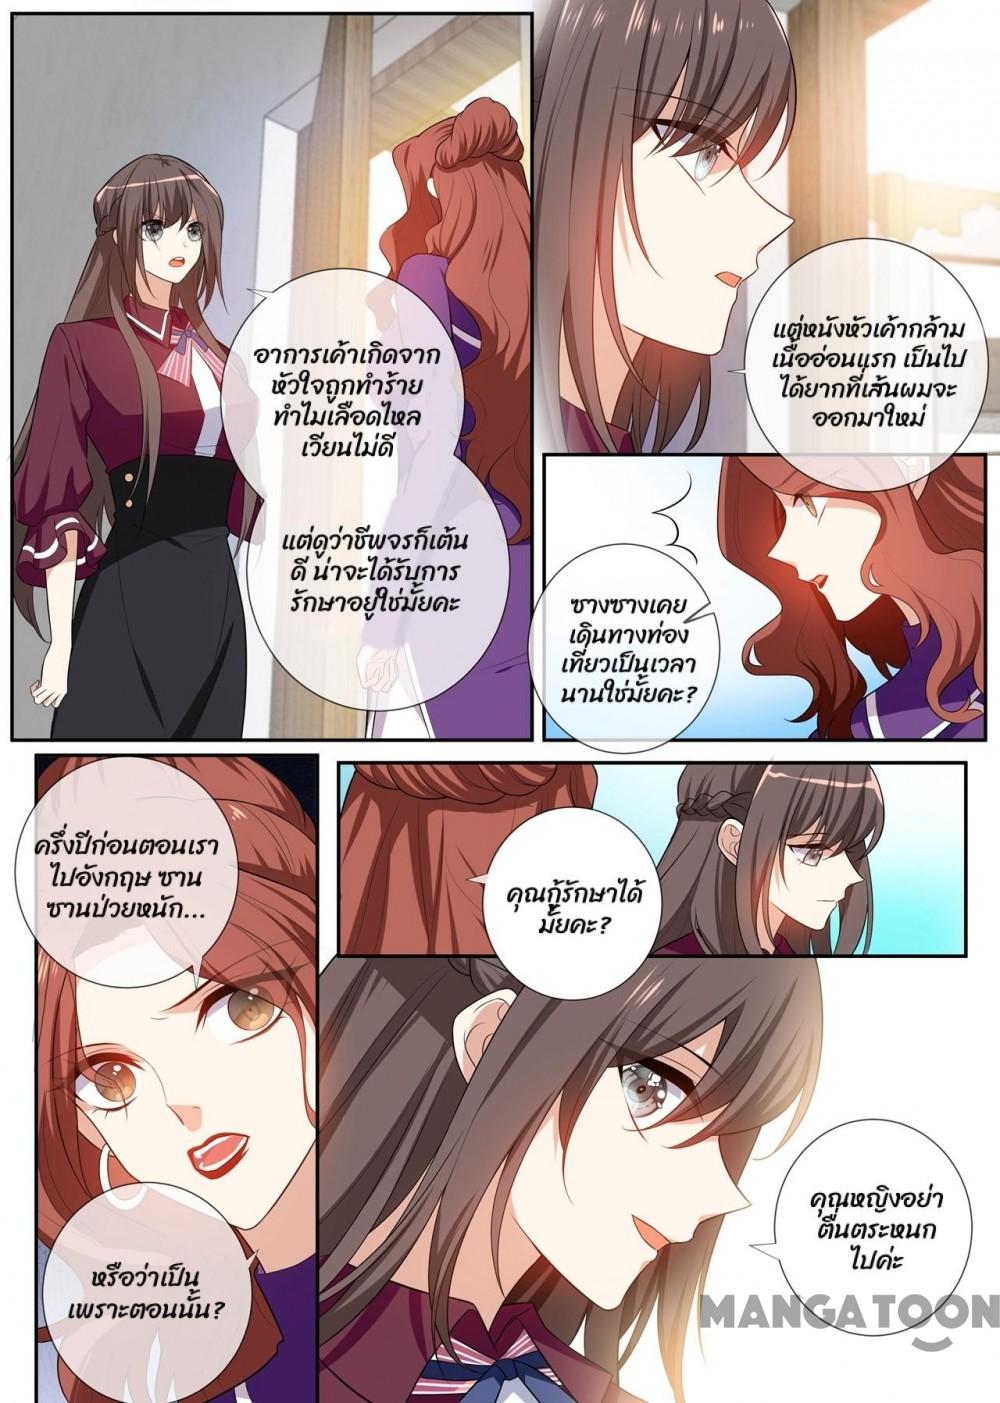 อาการเค้าเกิดจาก
หัวใจถูกทำร้าย
ทำไมเลือดไหล
เวียนไม่ดี
แต่ดูว่าชีพจรก็เต้น
ดี น่าจะได้รับการ
รักษาอยู่ใช่มั้ยคะ
แต่หนังหัวเค้ากล้าม
เนื้ออ่อนแรก เป็นไป
ได้ยากที่เส้นผมจะ
ออกมาใหม่
ซางซางเคย
เดินทางท่อง
เที่ยวเป็นเวลา
นานใช่มั้ยคะ?
ครึ่งปีก่อนตอนเรา
ไปอังกฤษ ซาน
ซานป่วยหนัก...
คุณกู้รักษาได้
มั้ยคะ?
หรือว่าเป็น
เพราะตอนนั้น?
คุณหญิงอย่า
ตื่นตระหนก
ไปค่ะ
MANGATOON